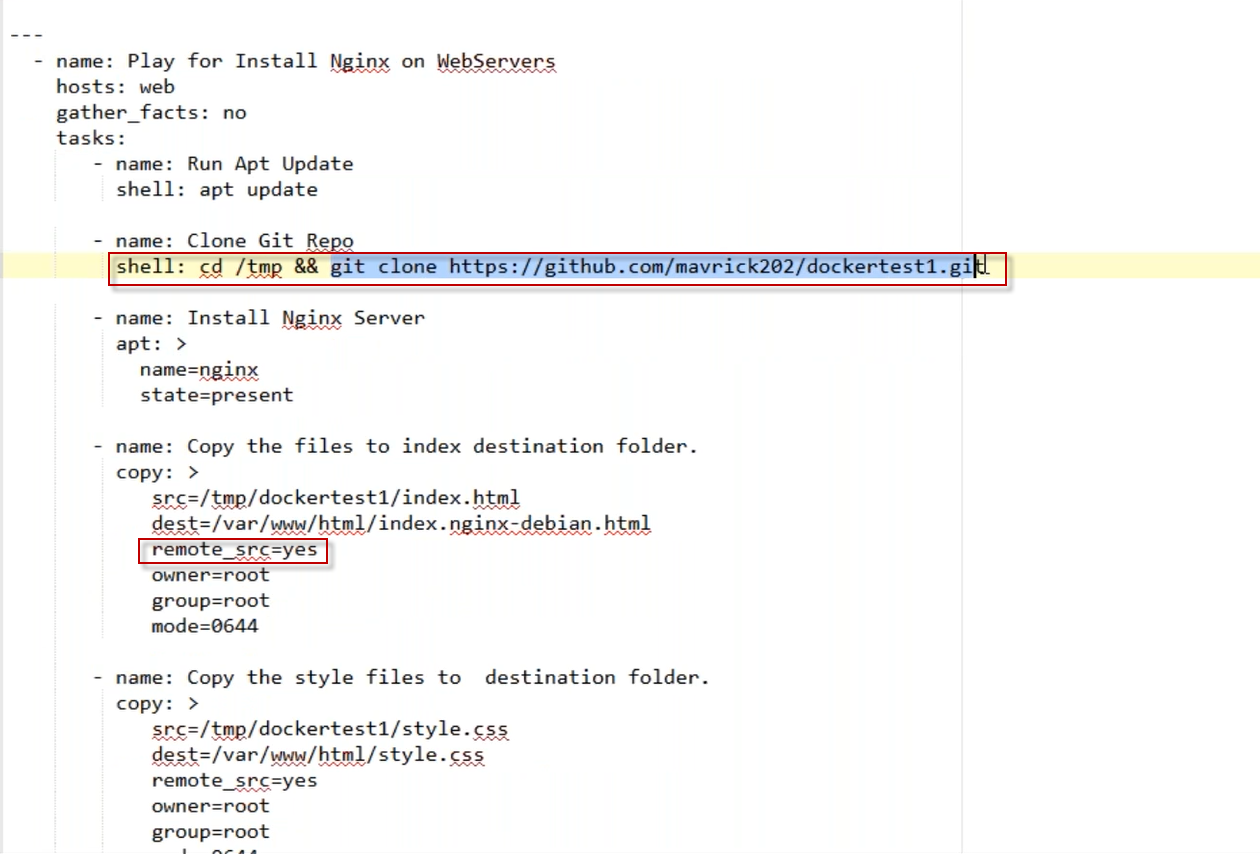 ---
- name: Play for Install Nginx on WebServers
hosts: web
gather_facts: no
tasks:
- name: Run Apt Update
shell: apt update
- name: Clone Git Repo
shell: cd /tmp && git clone https://github.com/mavrick202/dockertest1.git
- name: Install Nginx Server
apt: >
name=nginx
state=present
- name: Copy the files to index destination folder.
copy: >
src=/tmp/dockertest1/index.html
dest=/var/www/html/index.nginx-debian.html
remote_src=yes
owner=root
group=root
mode=0644
- name: Copy the style files to  destination folder.
copy: >
src=/tmp/dockertest1/style.css
dest=/var/www/html/style.css
remote_src=yes
owner=root
group=root